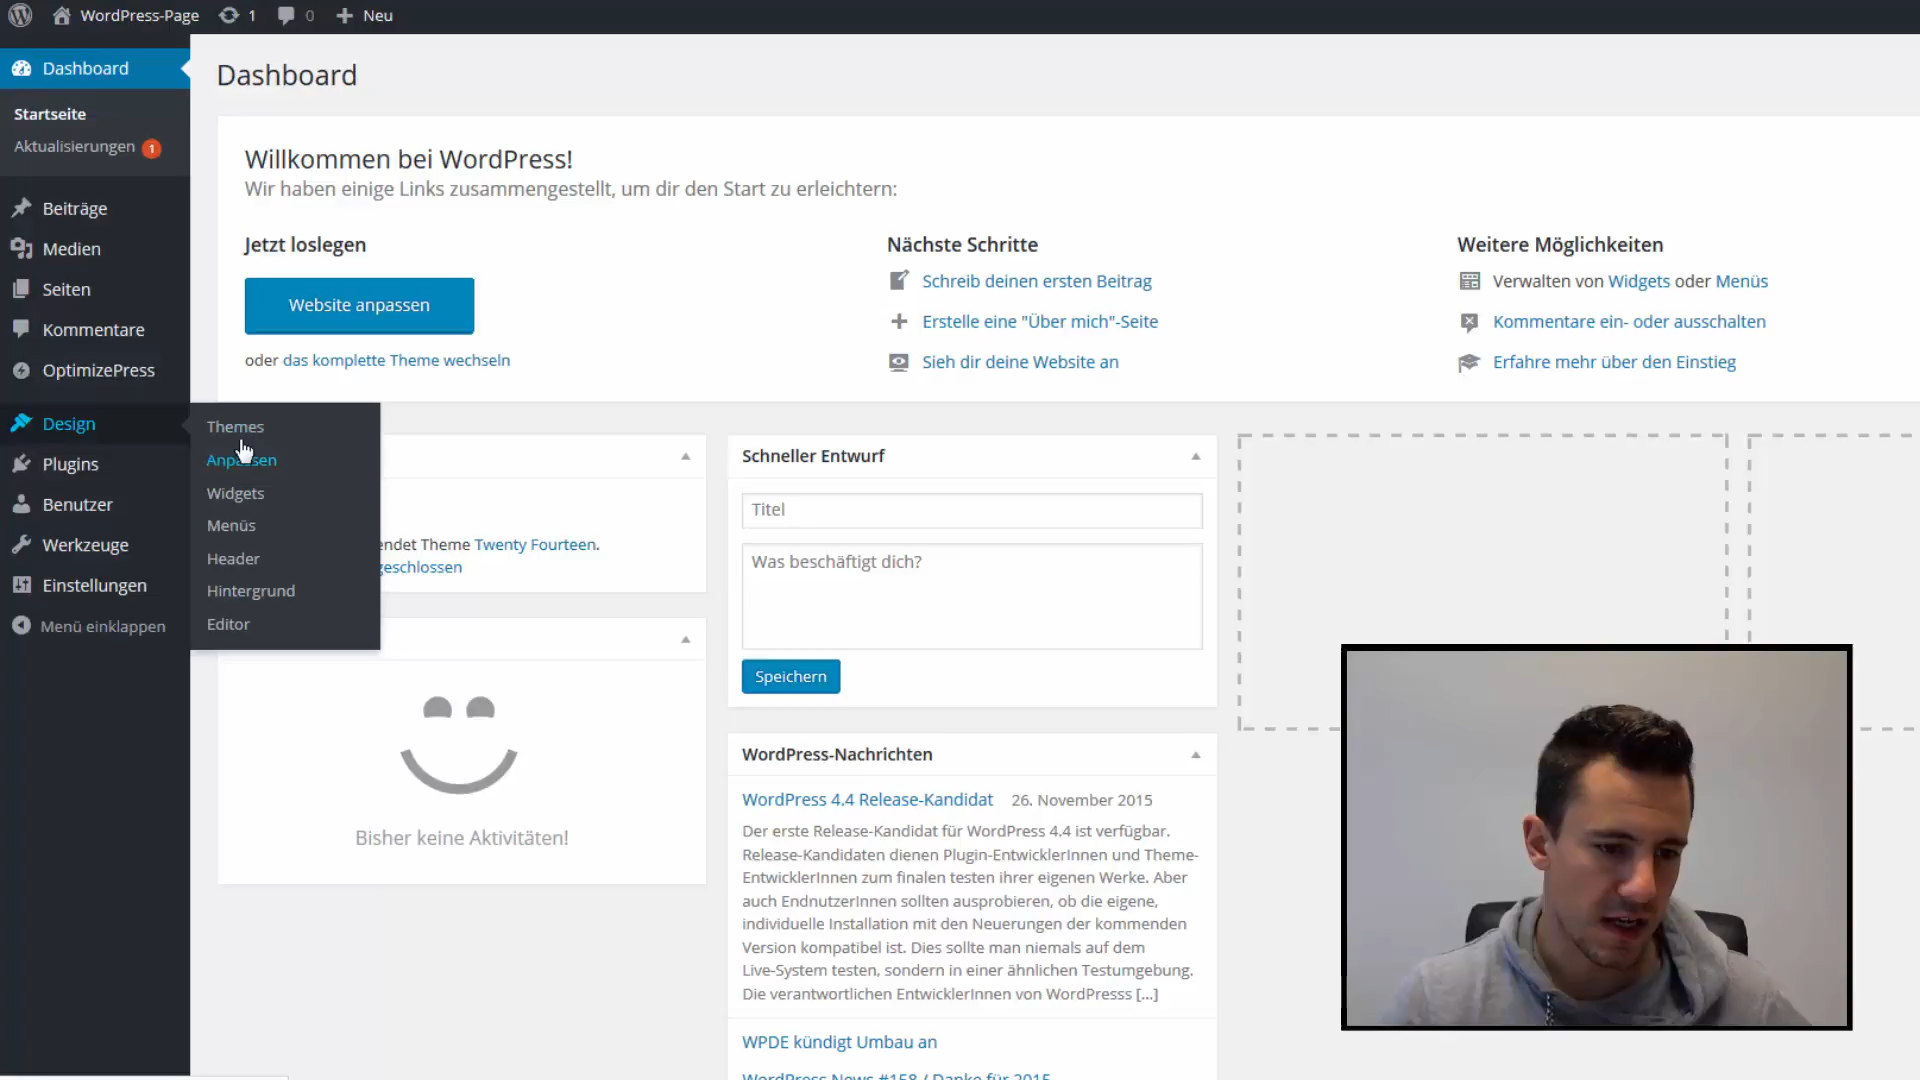 WordPress-Page 1 0 Neu
Dashboard
Startseite
Aktualisierungen 1
Beiträge
Medien
Seiten
Kommentare
OptimizePress
Design
Plugins
Benutzer
Werkzeuge
Einstellungen
Menü einklappen
Themes
Anpassen
Widgets
Menüs
Header
Hintergrund
Editor
Dashboard
Willkommen bei WordPress!
Wir haben einige Links zusammengestellt, um dir den Start zu erleichtern:
Jetzt loslegen
Website anpassen
oder das komplette Theme wechseln
Nächste Schritte
Schreib deinen ersten Beitrag
Erstelle eine "Über mich"-Seite
Sieh dir deine Website an
Weitere Möglichkeiten
Verwalten von Widgets oder Menüs
Kommentare ein- oder ausschalten
Erfahre mehr über den Einstieg
endet Theme Twenty Fourteen.
geschlossen
Bisher keine Aktivitäten!
Schneller Entwurf
Titel
Was beschäftigt dich?
Speichern
WordPress-Nachrichten
WordPress 4.4 Release-Kandidat 26. November 2015
Der erste Release-Kandidat für WordPress 4.4 ist verfügbar.
Release-Kandidaten dienen Plugin-EntwicklerInnen und Theme-
EntwicklerInnen zum finalen testen ihrer eigenen Werke. Aber
auch EndnutzerInnen sollten ausprobieren, ob die eigene,
individuelle Installation mit den Neuerungen der kommenden
Version kompatibel ist. Dies sollte man niemals auf dem
Live-System testen, sondern in einer ähnlichen Testumgebung.
Die verantwortlichen EntwicklerInnen von WordPresss [...]
WPDE kündigt Umbau an
WordPress News #158 / Danke für 2015